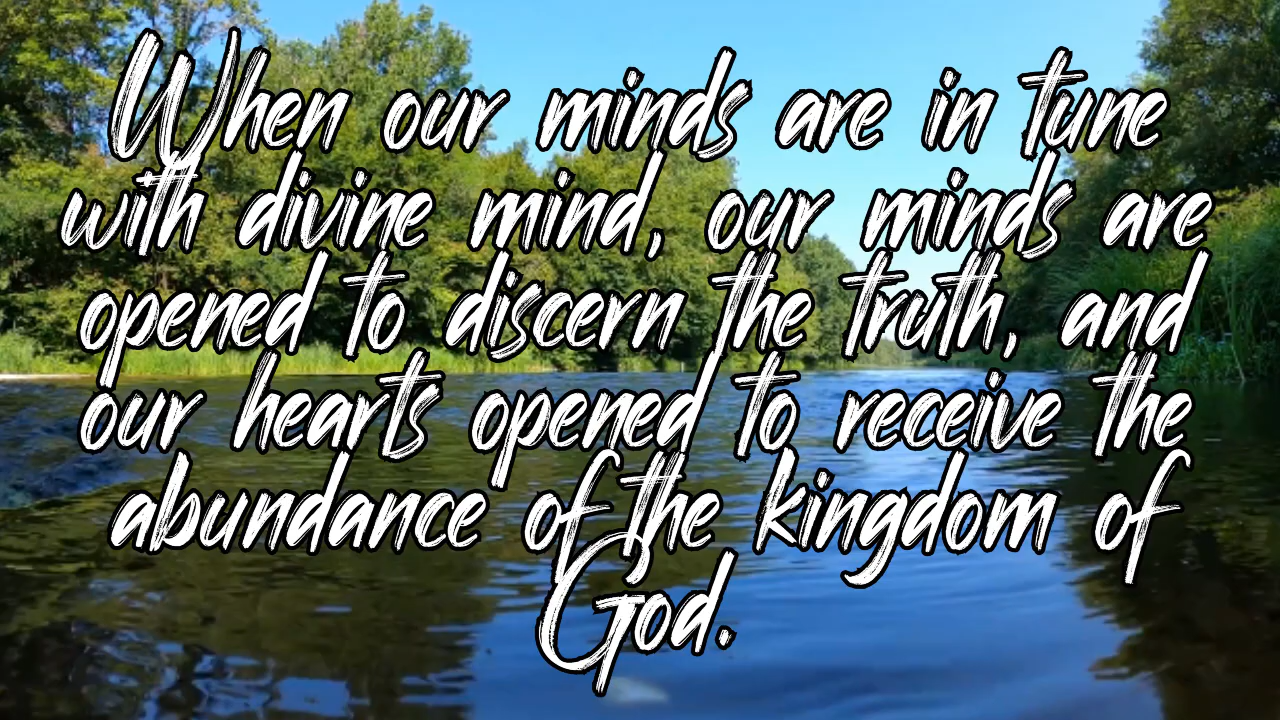 When our minds are in tune
with divine mind, our minds are
opened to discern the truth, and
our hearts opened to receive the
abundance of the kingdom of
God.